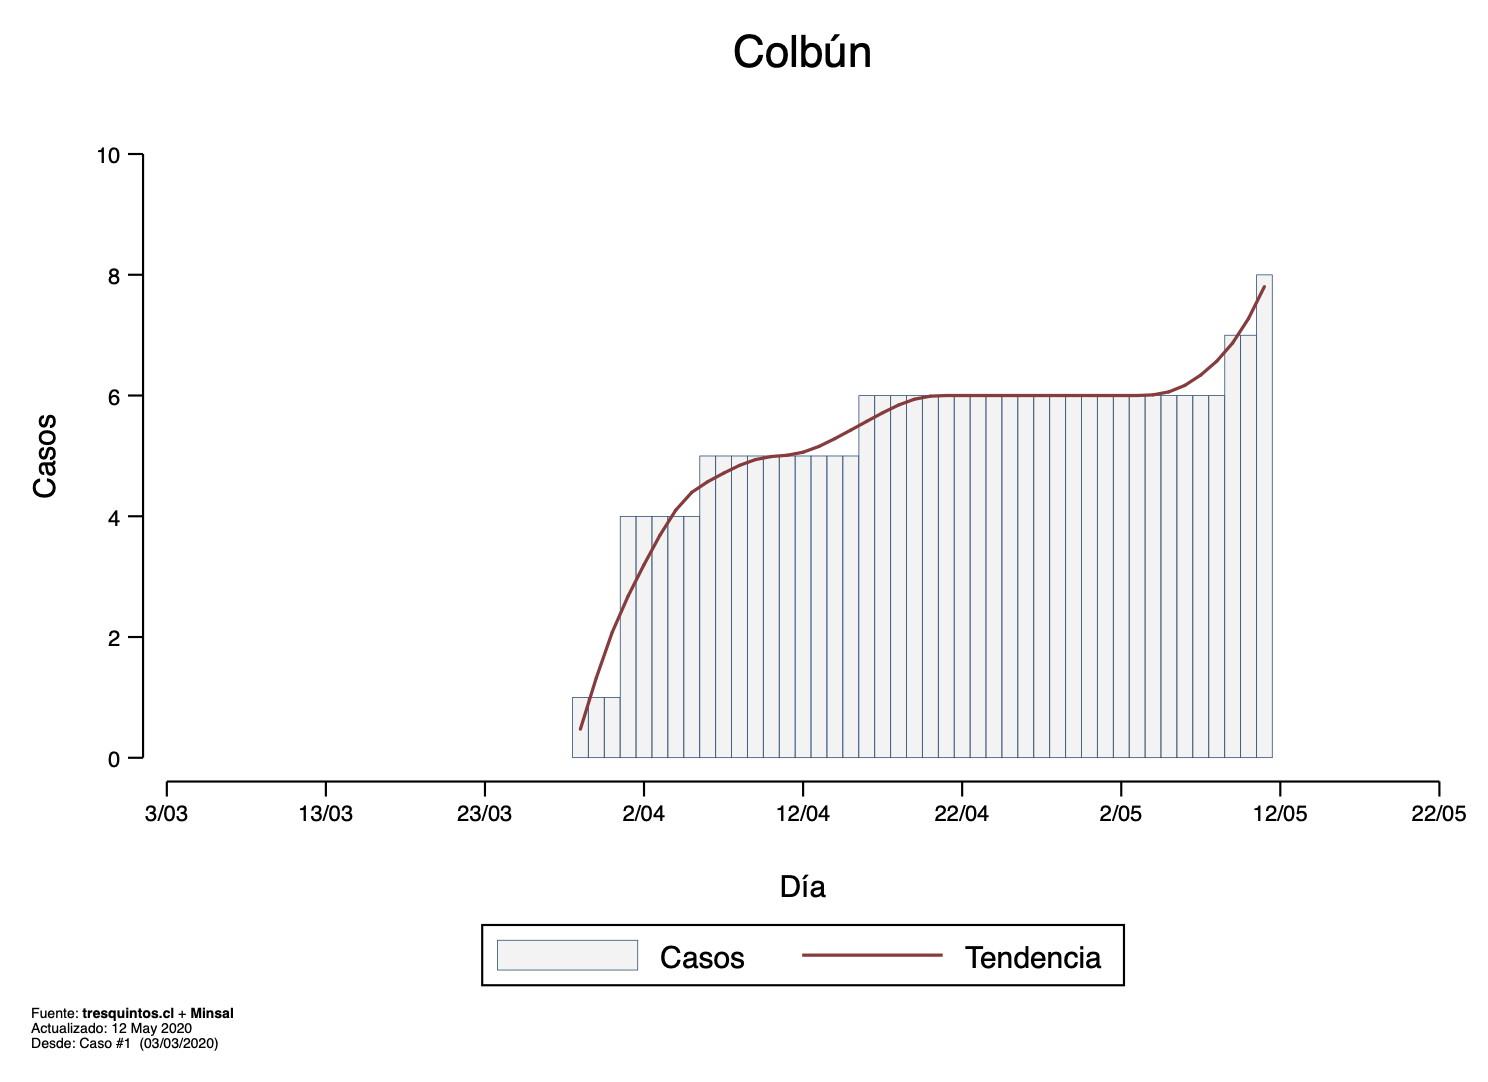 Colbún
10
8
6
4
2
0
Casos
3/03 13/03 23/03 2/04 12/04 22/04 2/05 12/05 22/05
Día
Casos Tendencia
Fuente: tresquintos.cl + Minsal
Actualizado: 12 May 2020
Desde: Caso #1 (03/03/2020)